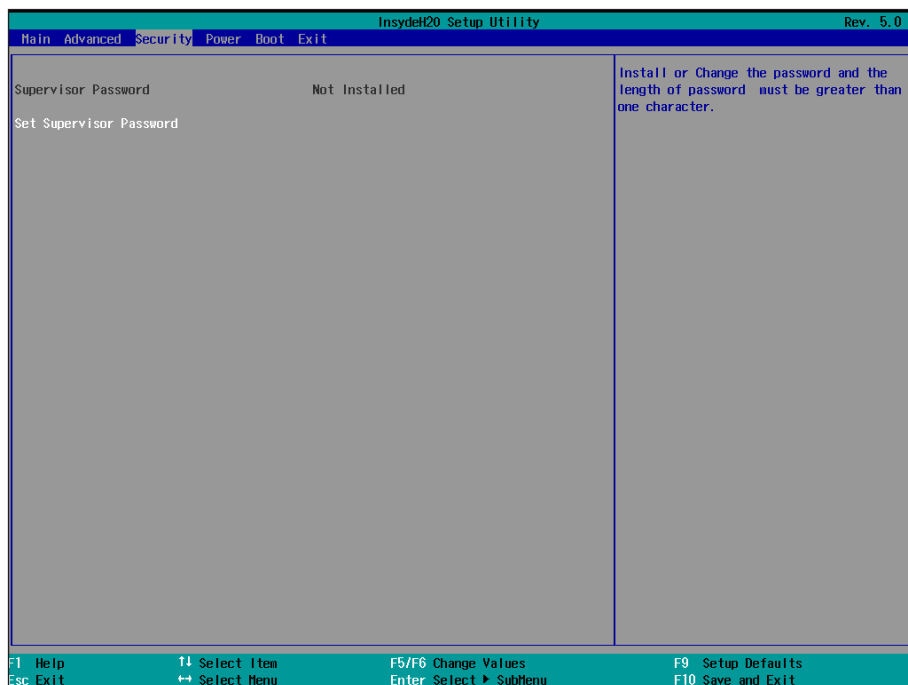 InsydeH20 Setup Utility Rev. 5.0
Main Advanced Security Power Boot Exit
Supervisor Password Not Installed
Set Supervisor Password
Install or Change the password and the
length of password must be greater than
one character.
F1 Help ↑↓ Select Item F5/F6 Change Values F9 Setup Defaults
Esc Exit ↔ Select Menu Enter Select ▶ SubMenu F10 Save and Exit